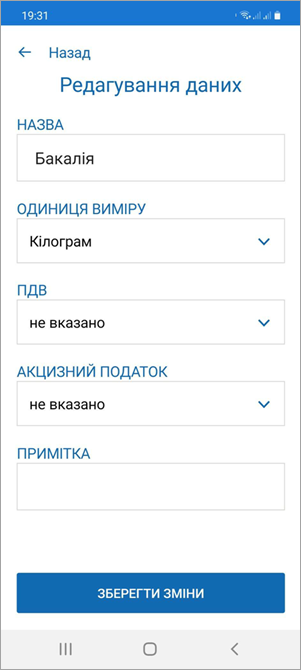 19:31
Назад
Редагування даних
НАЗВА
Бакалія
ОДИНИЦЯ ВИМІРУ
Кілограм
ПДВ
не вказано
АКЦИЗНИЙ ПОДАТОК
не вказано
ПРИМІТКА
ЗБЕРЕГТИ ЗМІНИ